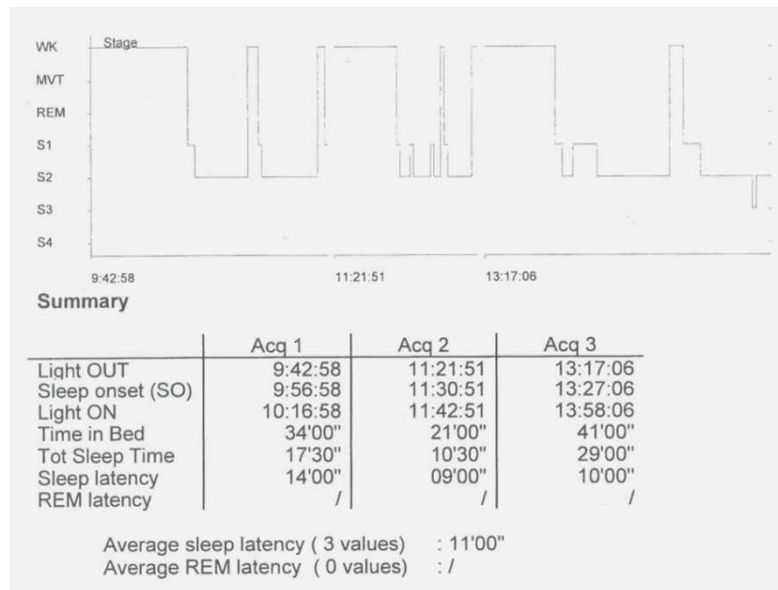 Stage
WK
MVT
REM
S1
S2
S3
S4
9:42:58 11:21:51 13:17:06
Summary
Acq 1 Acq 2 Acq 3
Light OUT 9:42:58 11:21:51 13:17:06
Sleep onset (SO) 9:56:58 11:30:51 13:27:06
Light ON 10:16:58 11:42:51 13:58:06
Time in Bed 34'00" 21'00" 41'00"
Tot Sleep Time 17'30" 10'30" 29'00"
Sleep latency 14'00" 09'00" 10'00"
REM latency / / /
Average sleep latency ( 3 values) : 11'00"
Average REM latency ( 0 values) : /